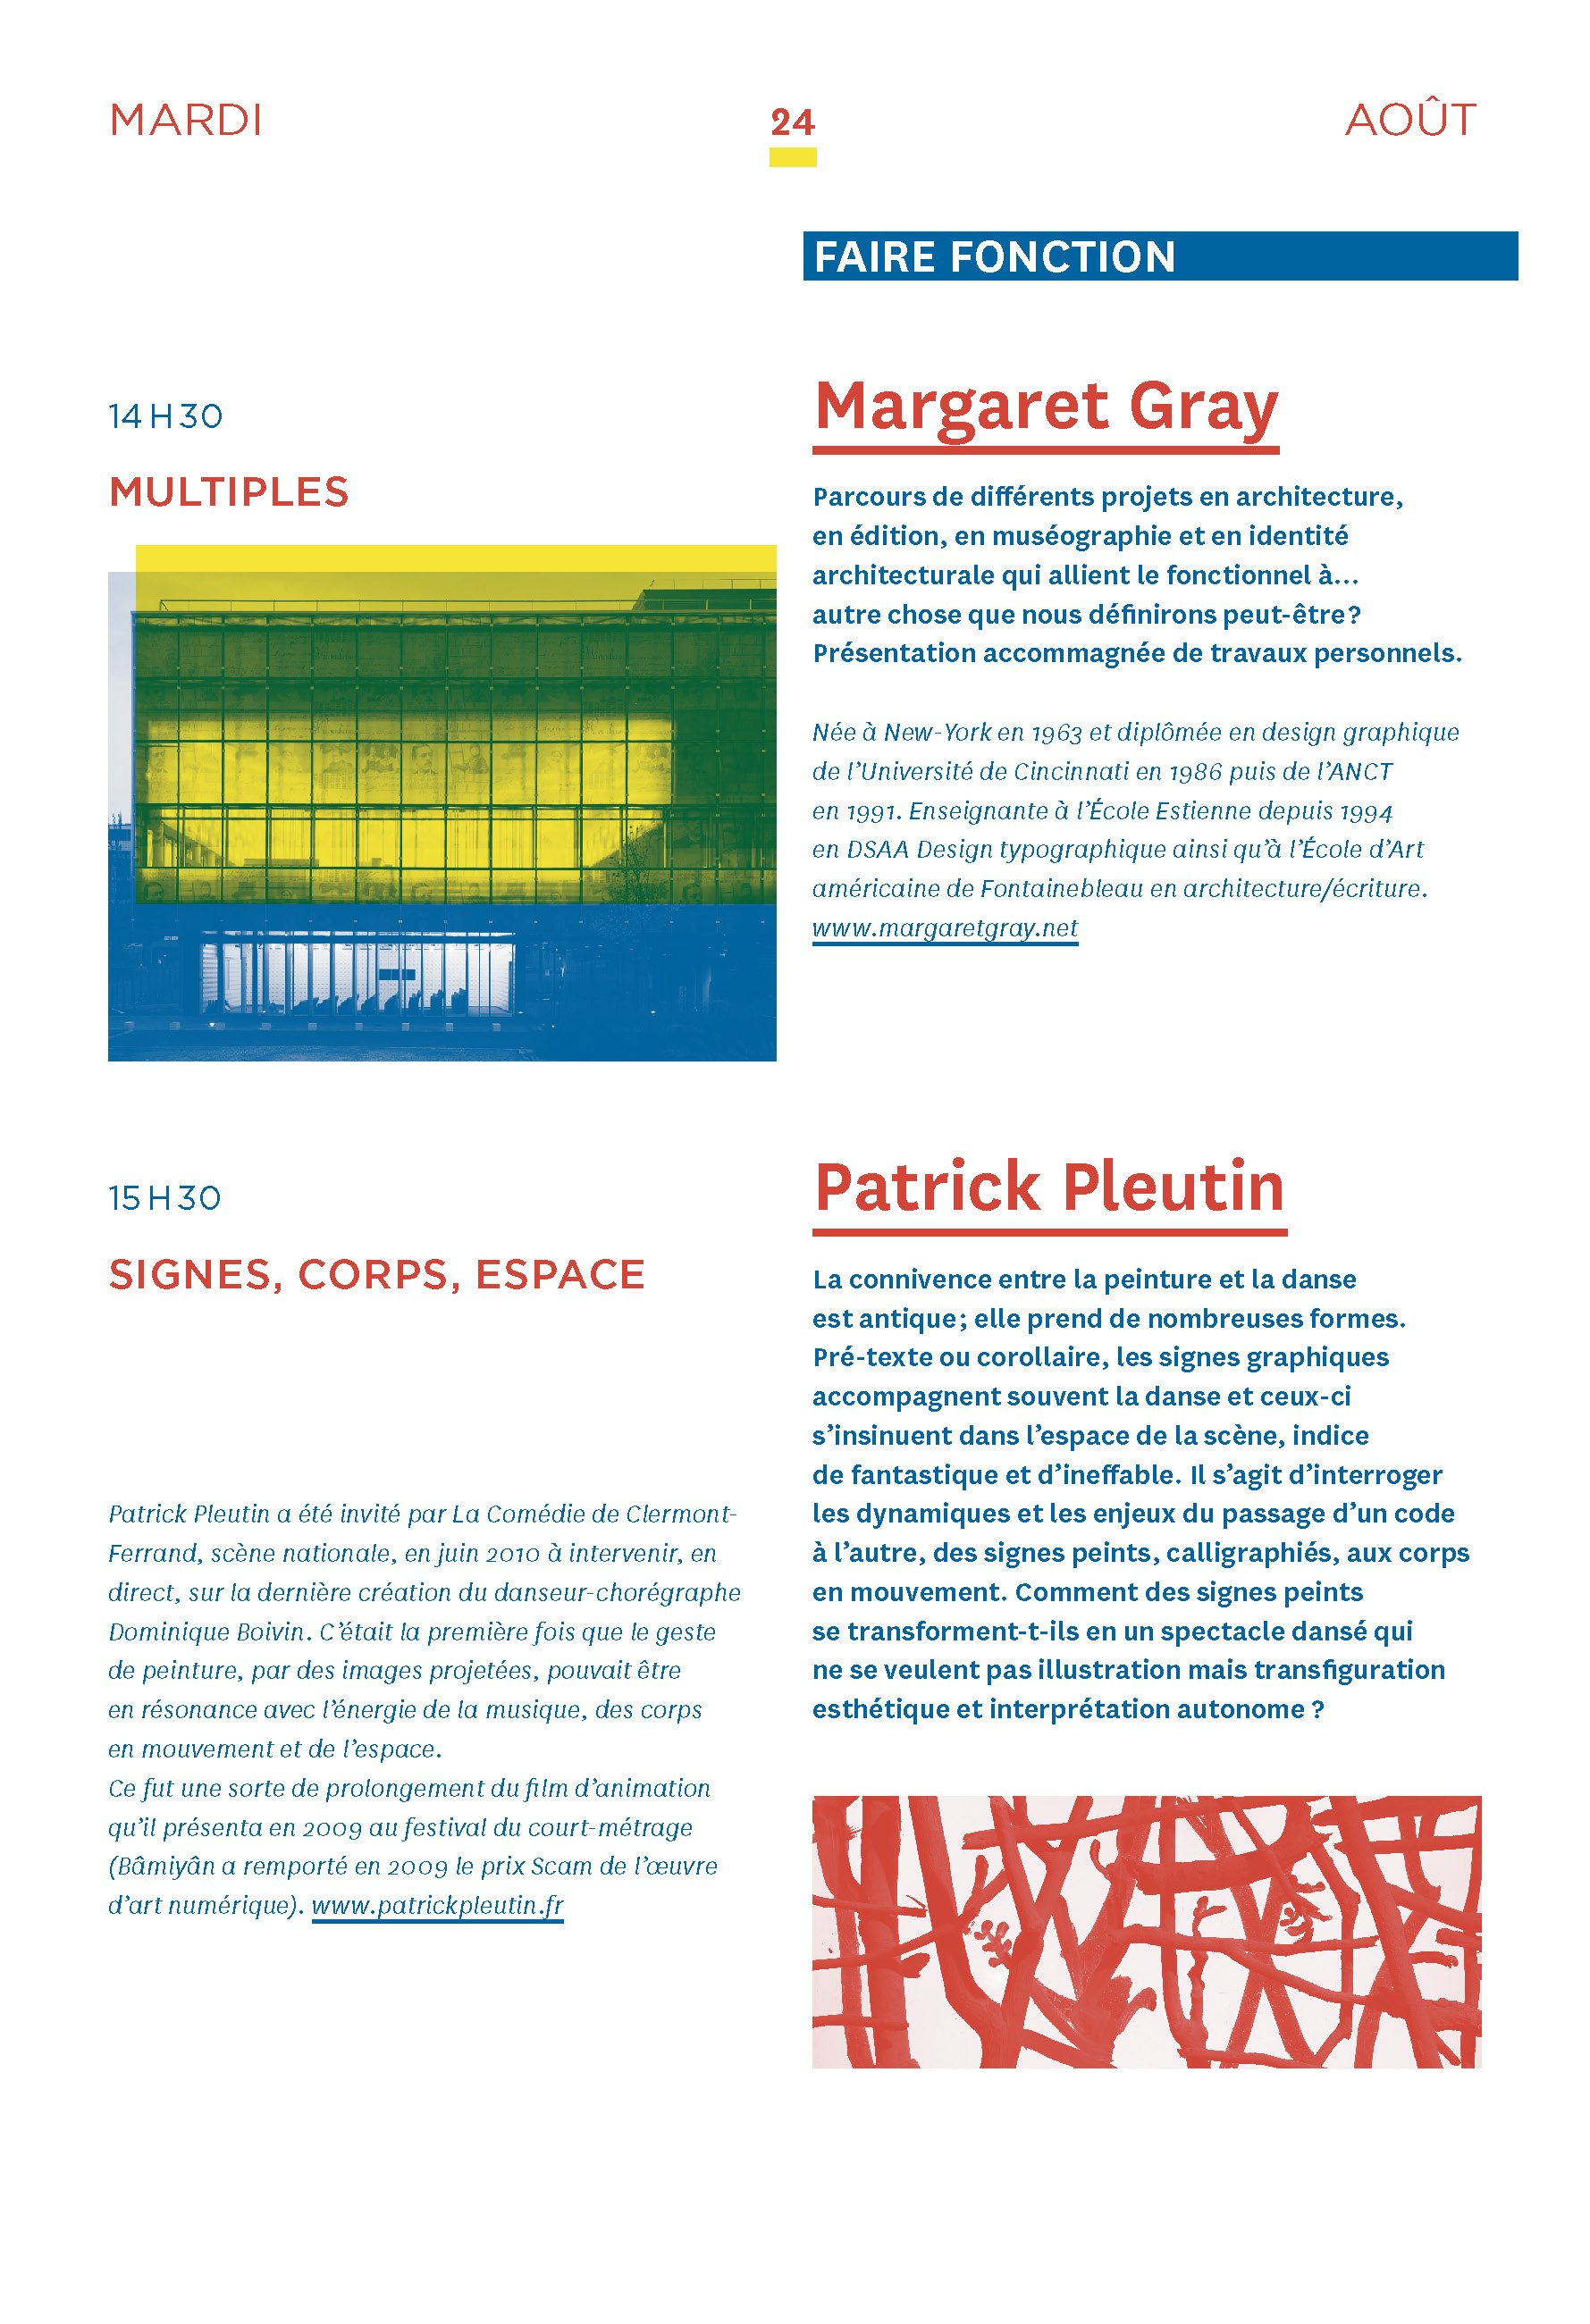 MARDI 24 AOÛT
FAIRE FONCTION
14 H 30
MULTIPLES
Margaret Gray
Parcours de différents projets en architecture,
en édition, en muséographie et en identité
architecturale qui allient le fonctionnel à…
autre chose que nous définirons peut-être ?
Présentation accommagnée de travaux personnels.
Née à New-York en 1963 et diplômée en design graphique
de l’Université de Cincinnati en 1986 puis de l’ANCT
en 1991. Enseignante à l’École Estienne depuis 1994
en DSAA Design typographique ainsi qu’à l’École d’Art
américaine de Fontainebleau en architecture/écriture.
www.margaretgray.net
15 H 30
SIGNES, CORPS, ESPACE
Patrick Pleutin
La connivence entre la peinture et la danse
est antique ; elle prend de nombreuses formes.
Pré-texte ou corollaire, les signes graphiques
accompagnent souvent la danse et ceux-ci
s’insinuent dans l’espace de la scène, indice
de fantastique et d’ineffable. Il s’agit d’interroger
les dynamiques et les enjeux du passage d’un code
à l’autre, des signes peints, calligraphiés, aux corps
en mouvement. Comment des signes peints
se transforment-t-ils en un spectacle dansé qui
ne se veulent pas illustration mais transfiguration
esthétique et interprétation autonome ?
Patrick Pleutin a été invité par La Comédie de Clermont-
Ferrand, scène nationale, en juin 2010 à intervenir, en
direct, sur la dernière création du danseur-chorégraphe
Dominique Boivin. C’était la première fois que le geste
de peinture, par des images projetées, pouvait être
en résonance avec l’énergie de la musique, des corps
en mouvement et de l’espace.
Ce fut une sorte de prolongement du film d’animation
qu’il présenta en 2009 au festival du court-métrage
(Bâmiyân a remporté en 2009 le prix Scam de l’œuvre
d’art numérique). www.patrickpleutin.fr